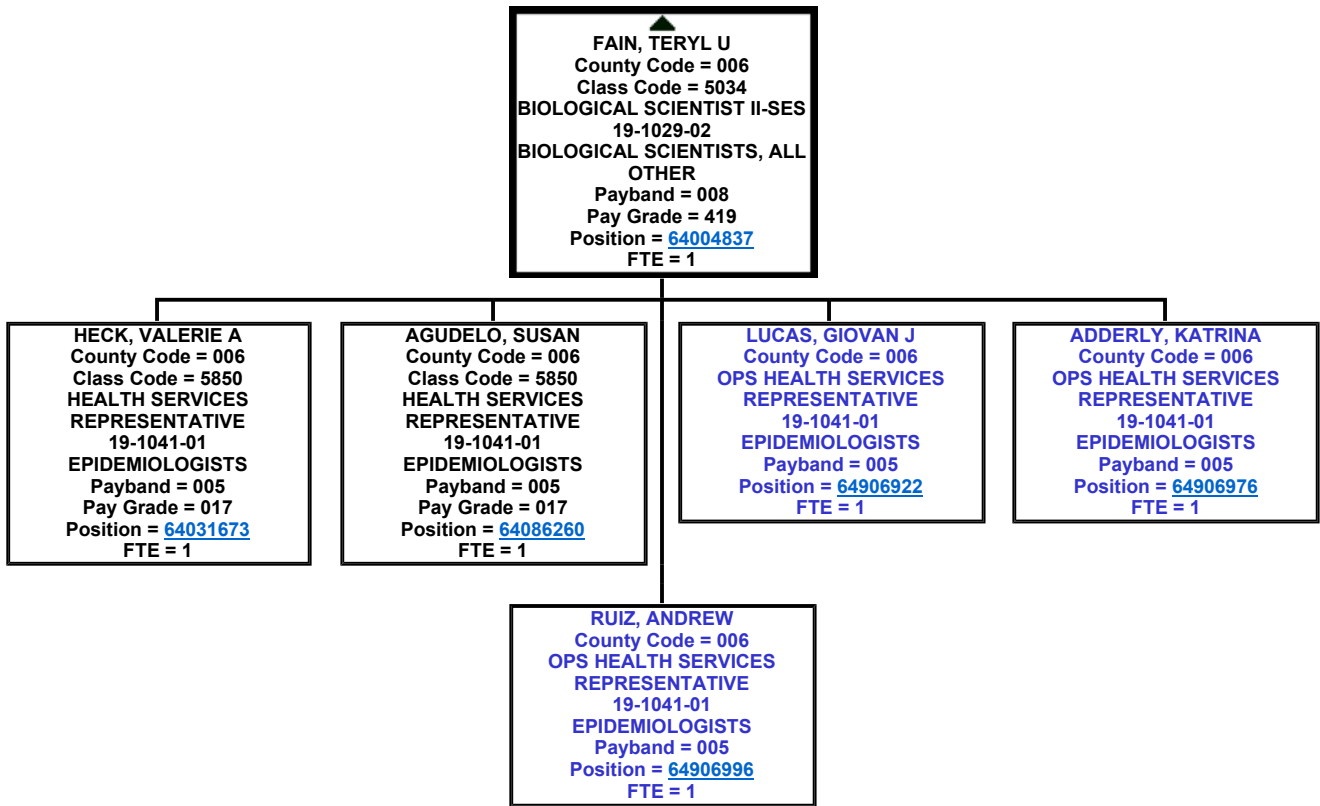 FAIN, TERYL U
County Code = 006
Class Code = 5034
BIOLOGICAL SCIENTIST II-SES
19-1029-02
BIOLOGICAL SCIENTISTS, ALL
OTHER
Payband = 008
Pay Grade = 419
Position = 64004837
FTE = 1
HECK, VALERIE A
County Code = 006
Class Code = 5850
HEALTH SERVICES
REPRESENTATIVE
19-1041-01
EPIDEMIOLOGISTS
Payband = 005
Pay Grade = 017
Position = 64031673
FTE = 1
AGUDELO, SUSAN
County Code = 006
Class Code = 5850
HEALTH SERVICES
REPRESENTATIVE
19-1041-01
EPIDEMIOLOGISTS
Payband = 005
Pay Grade = 017
Position = 64086260
FTE = 1
LUCAS, GIOVAN J
County Code = 006
OPS HEALTH SERVICES
REPRESENTATIVE
19-1041-01
EPIDEMIOLOGISTS
Payband = 005
Position = 64906922
FTE = 1
ADDERLY, KATRINA
County Code = 006
OPS HEALTH SERVICES
REPRESENTATIVE
19-1041-01
EPIDEMIOLOGISTS
Payband = 005
Position = 64906976
FTE = 1
RUIZ, ANDREW
County Code = 006
OPS HEALTH SERVICES
REPRESENTATIVE
19-1041-01
EPIDEMIOLOGISTS
Payband = 005
Position = 64906996
FTE = 1